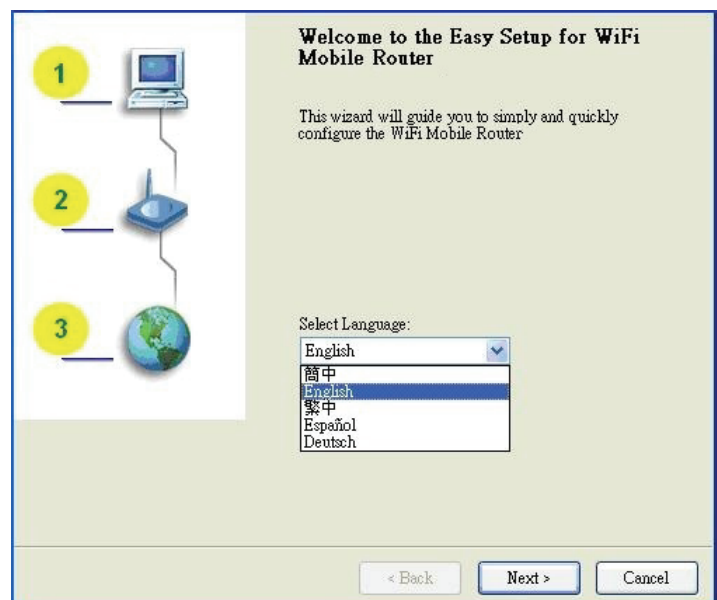 Welcome to the Easy Setup for WiFi
Mobile Router
This wizard will guide you to simply and quickly
configure the WiFi Mobile Router
1
2
3
Select Language:
English
簡中
English
繁中
Español
Deutsch
< Back
Next >
Cancel